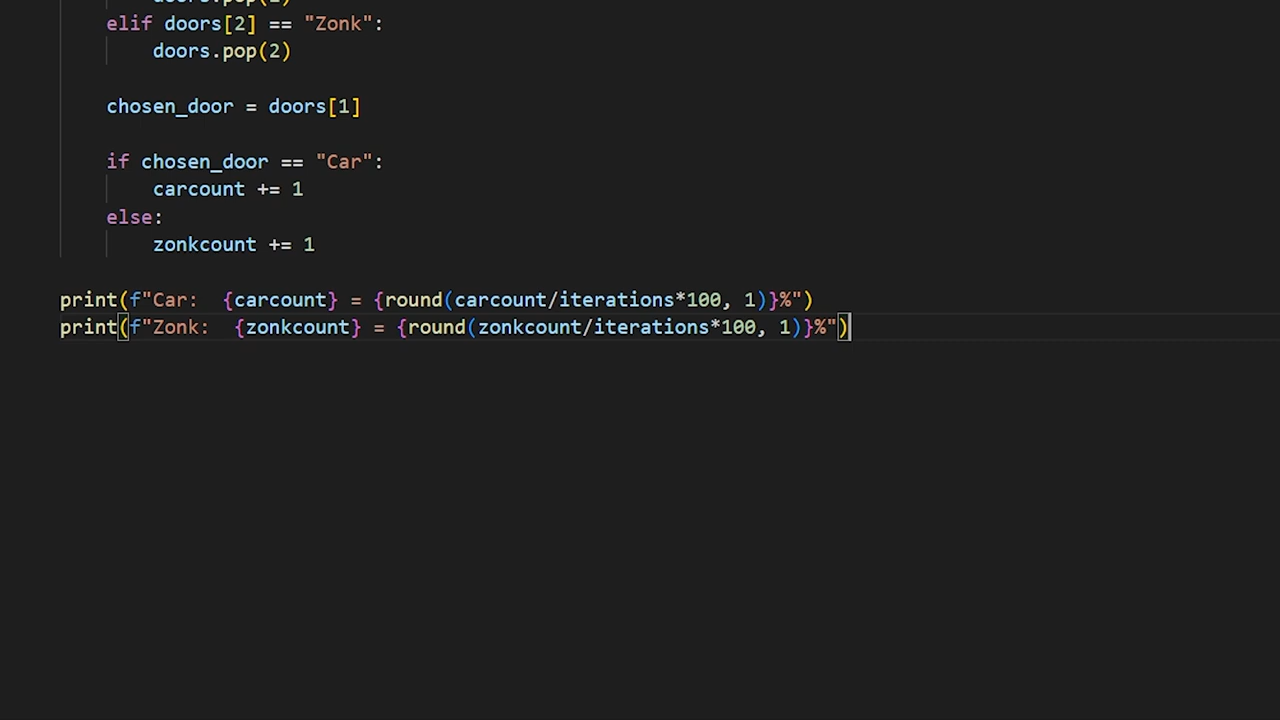 elif doors[2] == "Zonk":
doors.pop(2)
chosen_door = doors[1]
if chosen_door == "Car":
carcount += 1
else:
zonkcount += 1
print(f"Car:  {carcount} = {round(carcount/iterations*100, 1)}%")
print(f"Zonk:  {zonkcount} = {round(zonkcount/iterations*100, 1)}%")